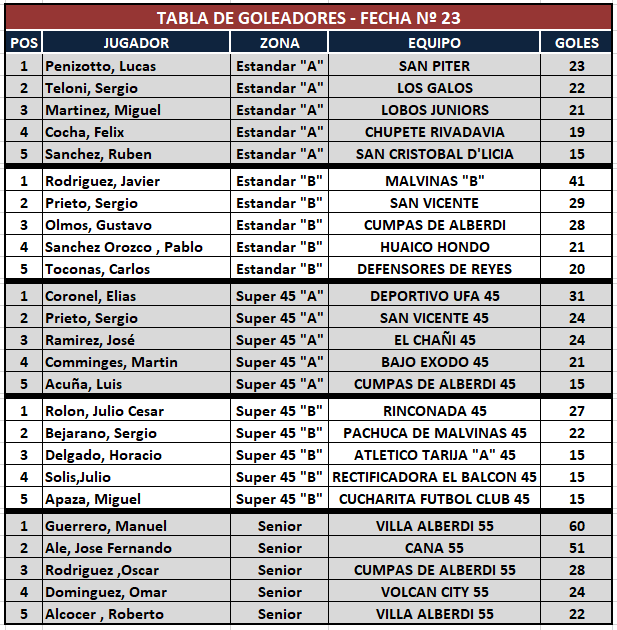 TABLA DE GOLEADORES - FECHA Nº 23
POS JUGADOR ZONA EQUIPO GOLES
1 Penizotto, Lucas Estandar "A" SAN PITER 23
2 Teloni, Sergio Estandar "A" LOS GALOS 22
3 Martinez, Miguel Estandar "A" LOBOS JUNIORS 21
4 Cocha, Felix Estandar "A" CHUPETE RIVADAVIA 19
5 Sanchez, Ruben Estandar "A" SAN CRISTOBAL D'LICIA 15
1 Rodriguez, Javier Estandar "B" MALVINAS "B" 41
2 Prieto, Sergio Estandar "B" SAN VICENTE 29
3 Olmos, Gustavo Estandar "B" CUMPAS DE ALBERDI 28
4 Sanchez Orozco , Pablo Estandar "B" HUAICO HONDO 21
5 Toconas, Carlos Estandar "B" DEFENSORES DE REYES 20
1 Coronel, Elias Super 45 "A" DEPORTIVO UFA 45 31
2 Prieto, Sergio Super 45 "A" SAN VICENTE 45 24
3 Ramirez, José Super 45 "A" EL CHAÑI 45 24
4 Comminges, Martin Super 45 "A" BAJO EXODO 45 21
5 Acuña, Luis Super 45 "A" CUMPAS DE ALBERDI 45 15
1 Rolon, Julio Cesar Super 45 "B" RINCONADA 45 27
2 Bejarano, Sergio Super 45 "B" PACHUCA DE MALVINAS 45 22
3 Delgado, Horacio Super 45 "B" ATLETICO TARIJA "A" 45 15
4 Solis,Julio Super 45 "B" RECTIFICADORA EL BALCON 45 15
5 Apaza, Miguel Super 45 "B" CUCHARITA FUTBOL CLUB 45 15
1 Guerrero, Manuel Senior VILLA ALBERDI 55 60
2 Ale, Jose Fernando Senior CANA 55 51
3 Rodriguez ,Oscar Senior CUMPAS DE ALBERDI 55 28
4 Dominguez, Omar Senior VOLCAN CITY 55 24
5 Alcocer , Roberto Senior VILLA ALBERDI 55 22